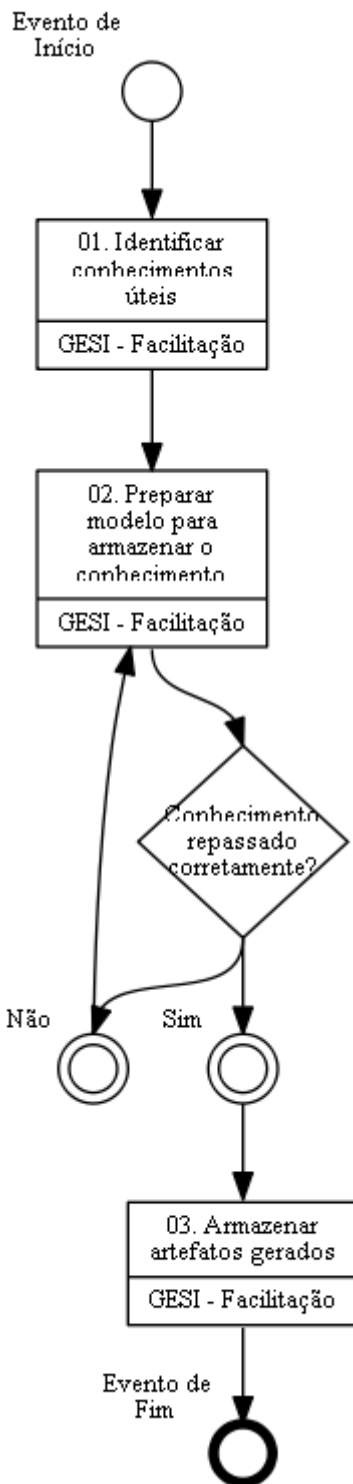 Evento de
Início
01. Identificar
conhecimentos
úteis
GESI - Facilitação
02. Preparar
modelo para
armazenar o
conhecimento
GESI - Facilitação
Conhecimento
repassado
corretamente?
Não
Sim
03. Armazenar
artefatos gerados
GESI - Facilitação
Evento de
Fim